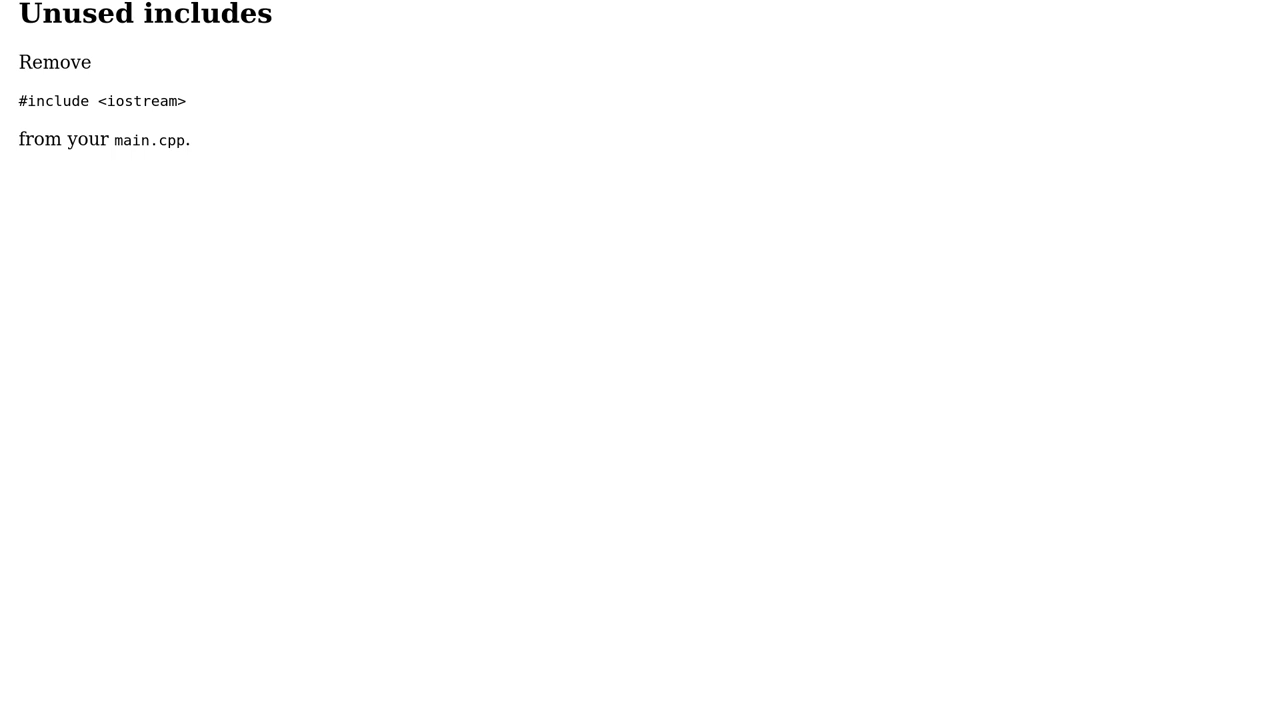 Unused includes
Remove
#include <iostream>
from your main.cpp.